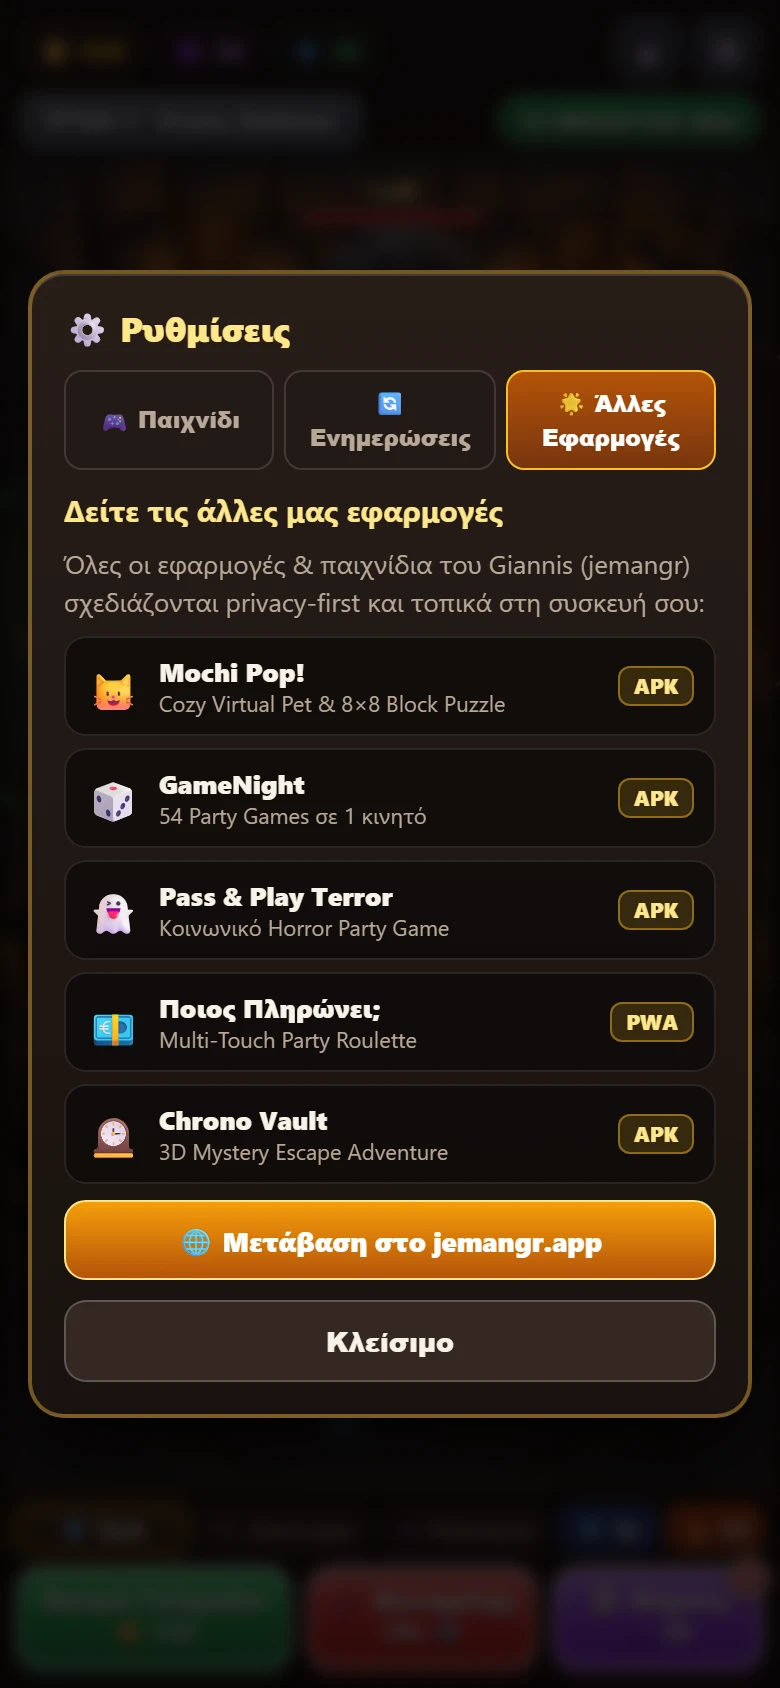 Ρυθμίσεις
Παιχνίδι
Ενημερώσεις
Άλλες
Εφαρμογές
Δείτε τις άλλες μας εφαρμογές
Όλες οι εφαρμογές & παιχνίδια του Giannis (jemangr)
σχεδιάζονται privacy-first και τοπικά στη συσκευή σου:
Mochi Pop!
Cozy Virtual Pet & 8×8 Block Puzzle
APK
GameNight
54 Party Games σε 1 κινητό
APK
Pass & Play Terror
Κοινωνικό Horror Party Game
APK
Ποιος Πληρώνει;
Multi-Touch Party Roulette
PWA
Chrono Vault
3D Mystery Escape Adventure
APK
Μετάβαση στο jemangr.app
Κλείσιμο